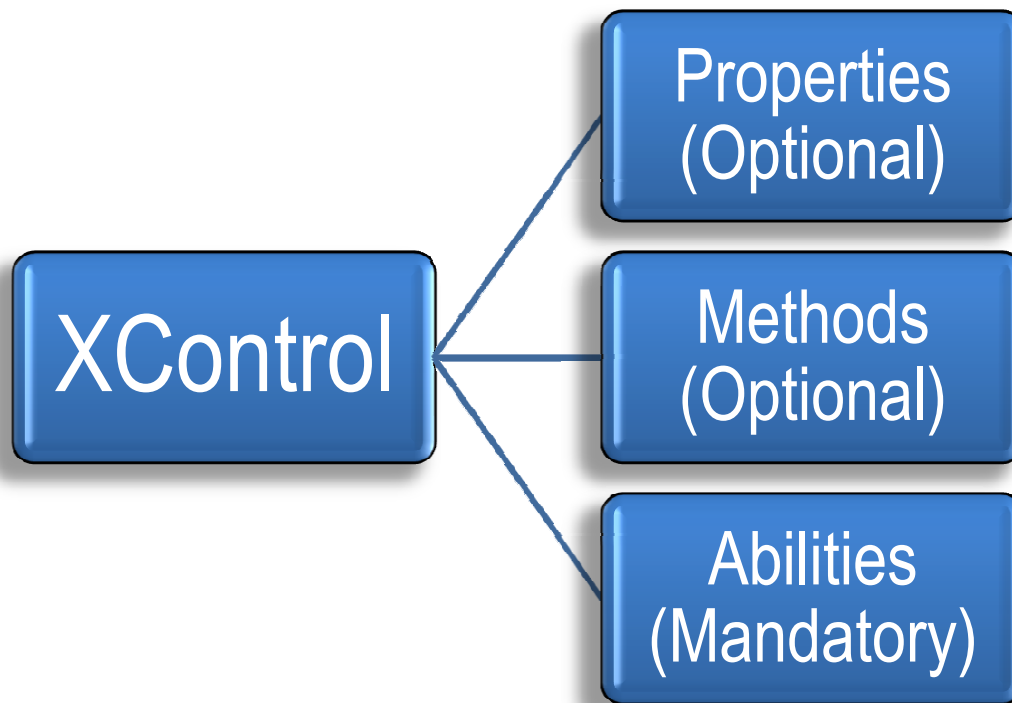 XControl
Properties
(Optional)
Methods
(Optional)
Abilities
(Mandatory)